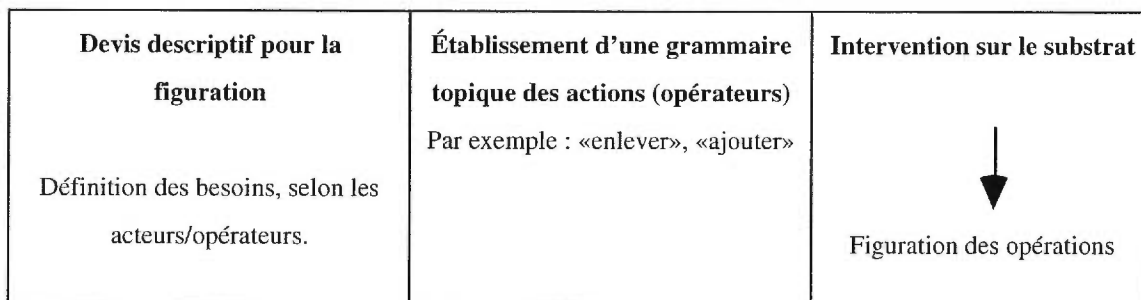 Devis descriptif pour la
figuration
Définition des besoins, selon les
acteurs/opérateurs.
Établissement d'une grammaire
topique des actions (opérateurs)
Par exemple : «enlever», «ajouter»
Intervention sur le substrat
Figuration des opérations